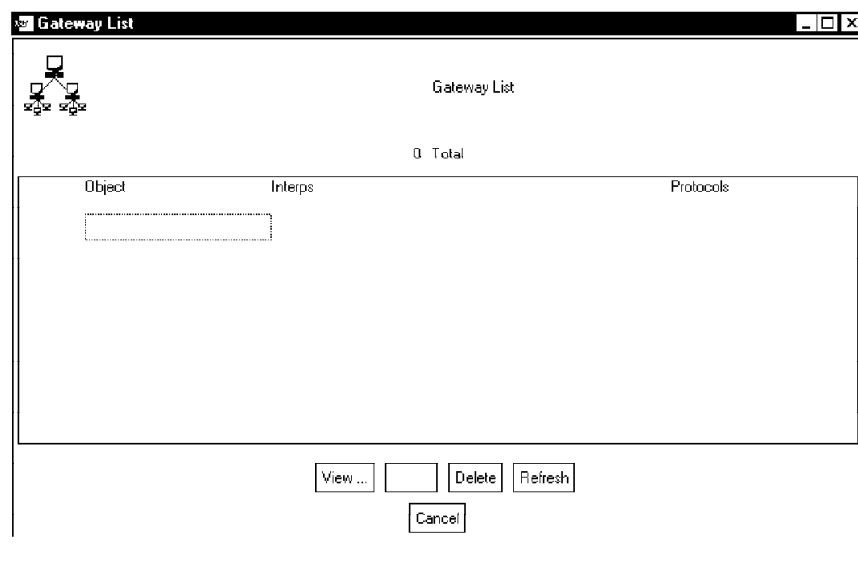 Gateway List
Gateway List
0 Total
Object Interps Protocols
View ... Delete Refresh
Cancel